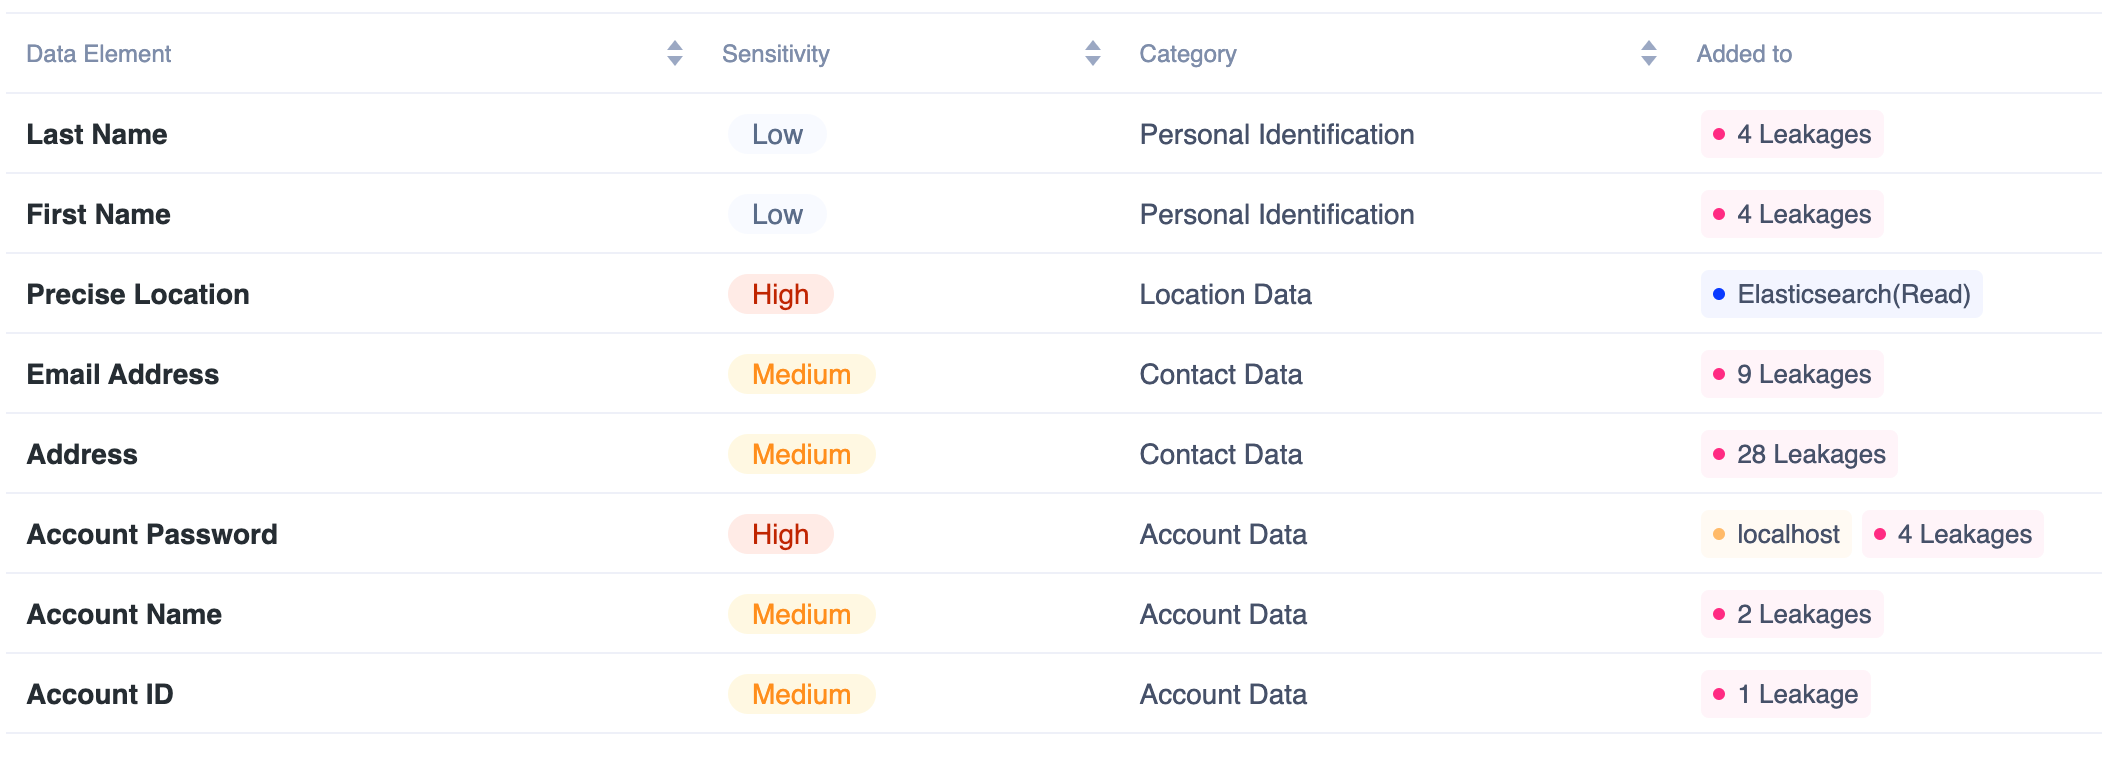 Data Element Sensitivity Category Added to
Last Name Low Personal Identification 4 Leakages
First Name Low Personal Identification 4 Leakages
Precise Location High Location Data Elasticsearch(Read)
Email Address Medium Contact Data 9 Leakages
Address Medium Contact Data 28 Leakages
Account Password High Account Data localhost 4 Leakages
Account Name Medium Account Data 2 Leakages
Account ID Medium Account Data 1 Leakage